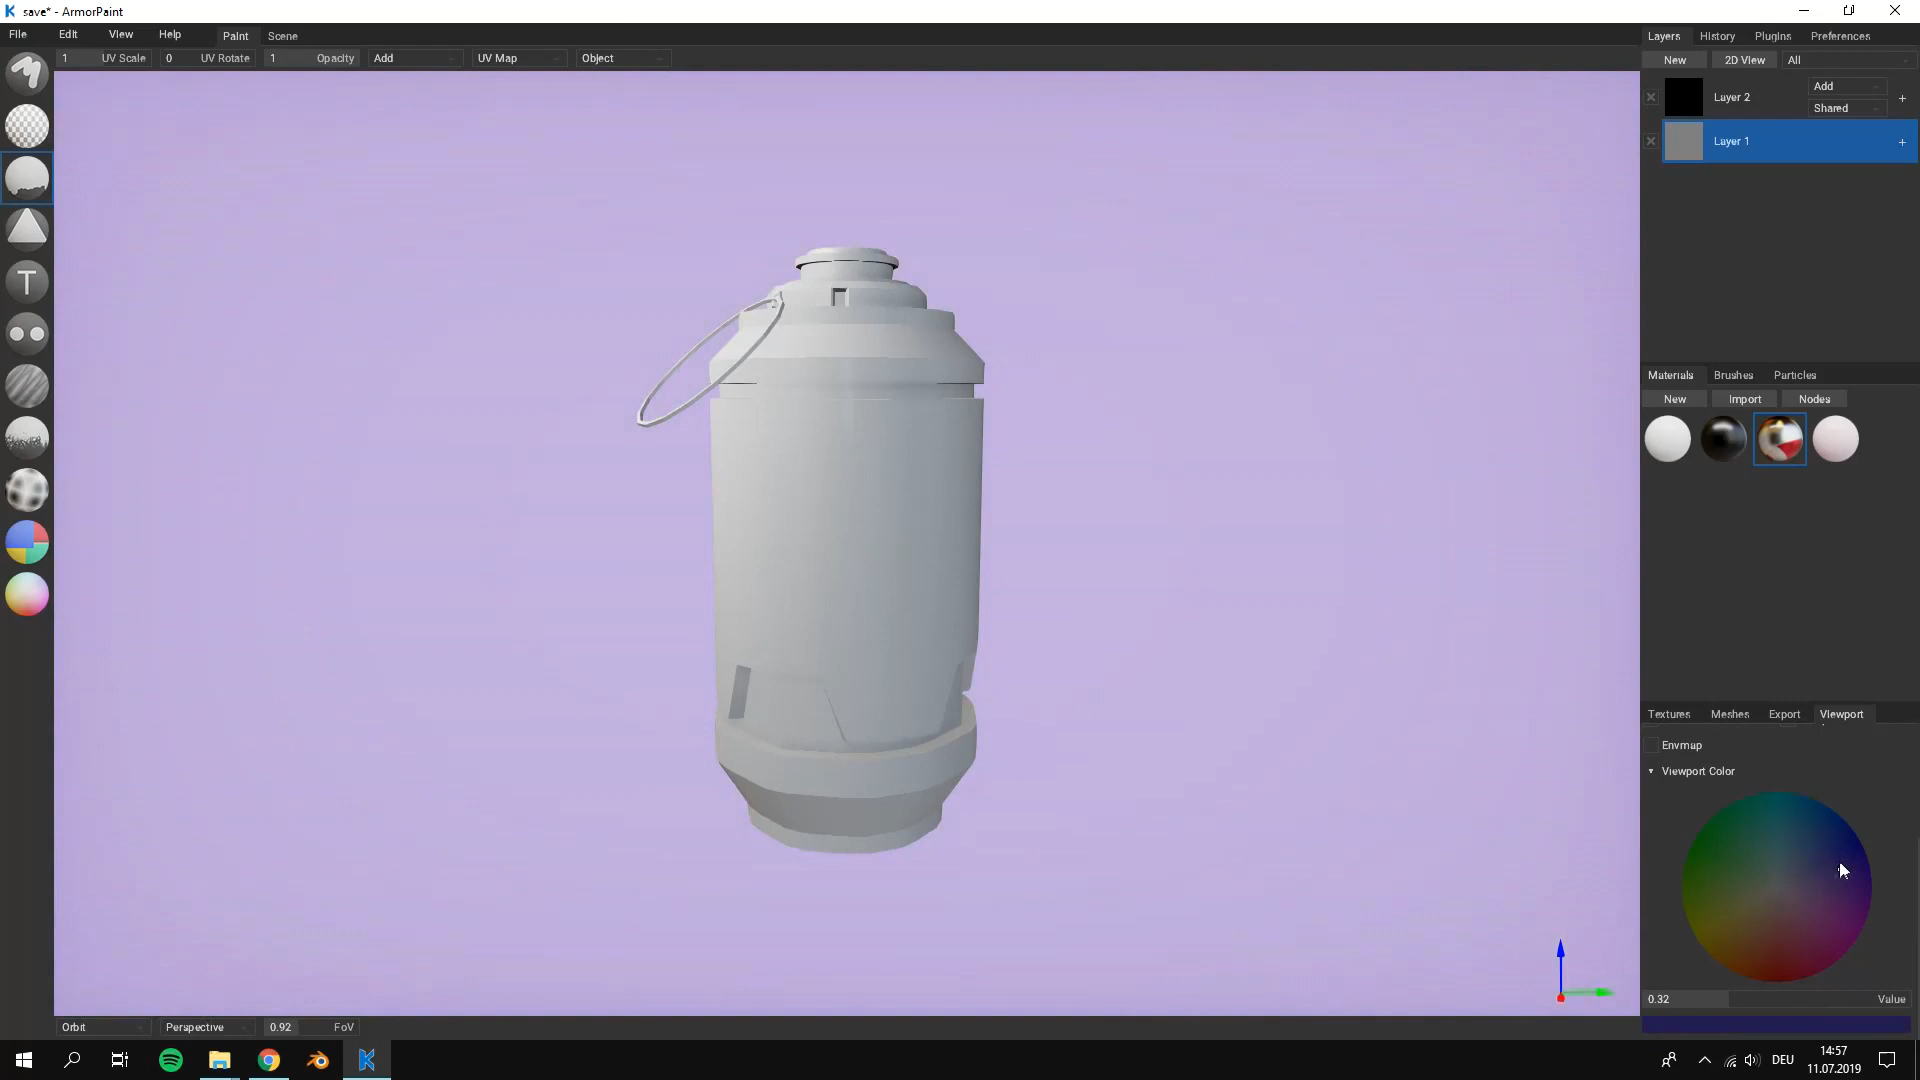 save* - ArmorPaint
File Edit View Help Paint Scene
1 UV Scale 0 UV Rotate 1 Opacity Add UV Map Object
T
Layers History Plugins Preferences
New 2D View All
Layer 2 Add
Shared
Layer 1
Materials Brushes Particles
New Import Nodes
Textures Meshes Export Viewport
Envmap
Viewport Color
0.32 Value
Orbit Perspective 0.92 FoV
DEU
14:57
11.07.2019